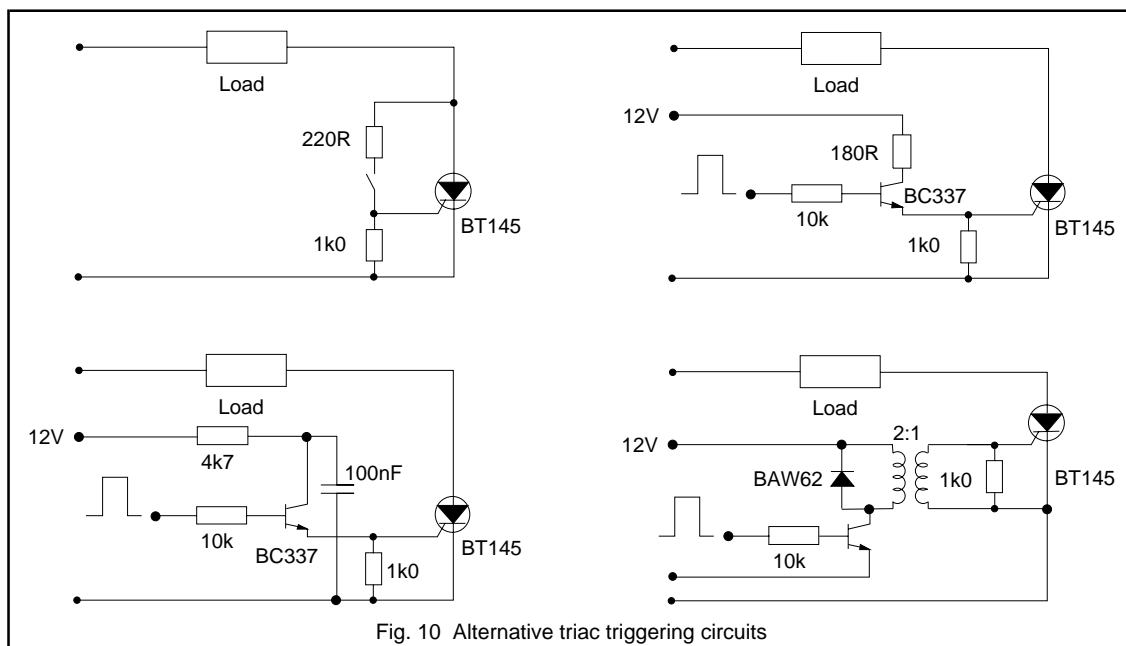 Load
220R
1k0
BT145
Load
12V
180R
BC337
10k
1k0
BT145
Load
12V
4k7
100nF
10k
BC337
1k0
BT145
Load
12V
2:1
BAW62
1k0
BT145
10k
Fig. 10 Alternative triac triggering circuits